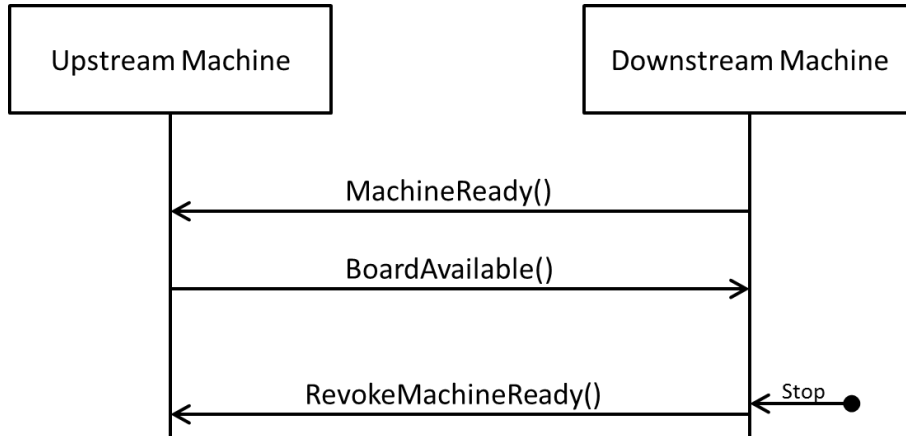 Upstream Machine
Downstream Machine
MachineReady()
BoardAvailable()
RevokeMachineReady()
Stop